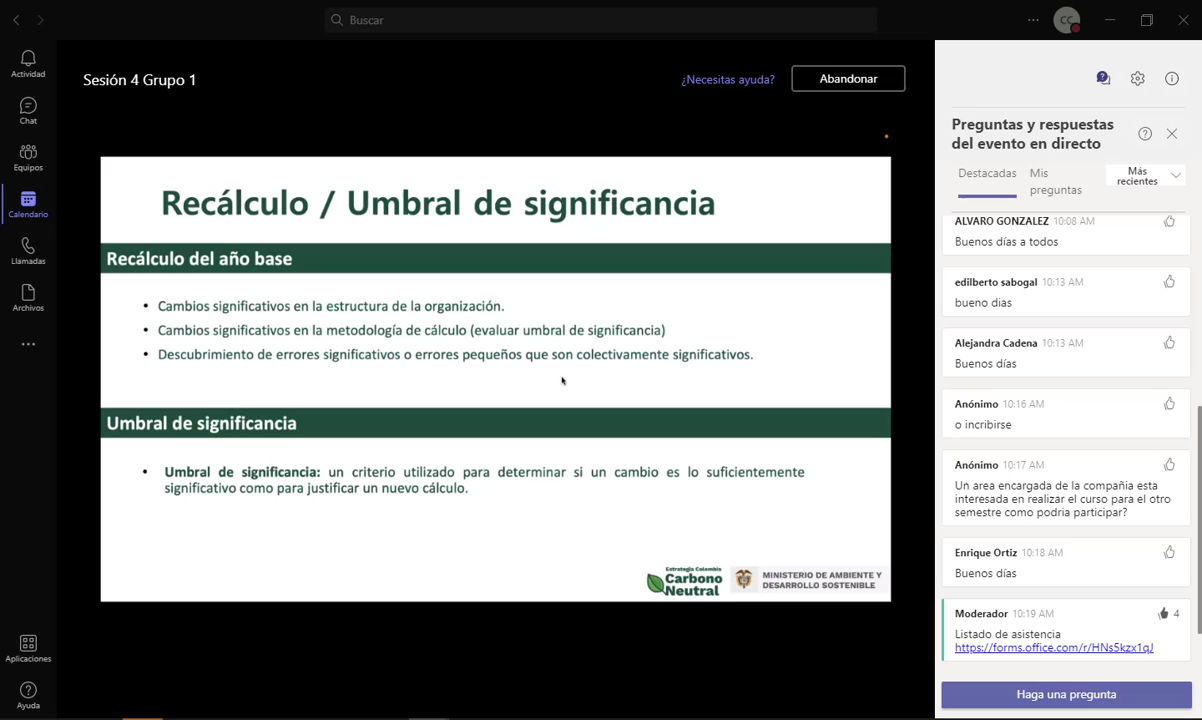 Buscar
CC
Actividad
Chat
Equipos
Calendario
Llamadas
Archivos
Aplicaciones
Ayuda
Sesión 4 Grupo 1
¿Necesitas ayuda?
Abandonar
Recálculo / Umbral de significancia
Recálculo del año base
• Cambios significativos en la estructura de la organización.
• Cambios significativos en la metodología de cálculo (evaluar umbral de significancia)
• Descubrimiento de errores significativos o errores pequeños que son colectivamente significativos.
Umbral de significancia
• Umbral de significancia: un criterio utilizado para determinar si un cambio es lo suficientemente
significativo como para justificar un nuevo cálculo.
Estrategia Colombia
Carbono
Neutral
MINISTERIO DE AMBIENTE Y
DESARROLLO SOSTENIBLE
Preguntas y respuestas
del evento en directo
Destacadas
Mis
preguntas
Más
recientes
ALVARO GONZALEZ 10:08 AM
Buenos días a todos
edilberto sabogal 10:13 AM
bueno dias
Alejandra Cadena 10:13 AM
Buenos días
Anónimo 10:16 AM
o incribirse
Anónimo 10:17 AM
Un area encargada de la compañia esta
interesada en realizar el curso para el otro
semestre como podria participar?
Enrique Ortiz 10:18 AM
Buenos días
Moderador 10:19 AM 4
Listado de asistencia
https://forms.office.com/r/HNs5kzx1qJ
Haga una pregunta